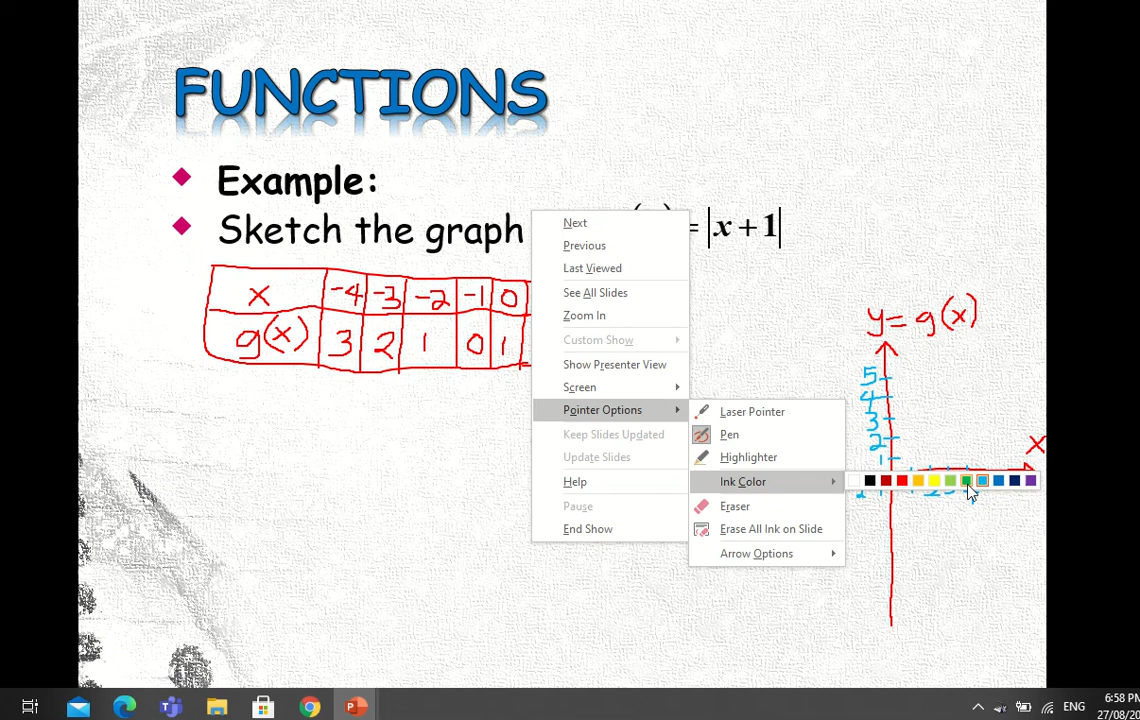 FUNCTIONS
Example:
Sketch the graph
= |x + 1|
x -4 -3 -2 -1 0
g(x) 3 2 1 0 1
Next
Previous
Last Viewed
See All Slides
Zoom In
Custom Show
Show Presenter View
Screen
Pointer Options
Keep Slides Updated
Update Slides
Help
Pause
End Show
Laser Pointer
Pen
Highlighter
Ink Color
Eraser
Erase All Ink on Slide
Arrow Options
y = g(x)
5
4
3
2
1
X
ENG
6:58 PM
27/08/20